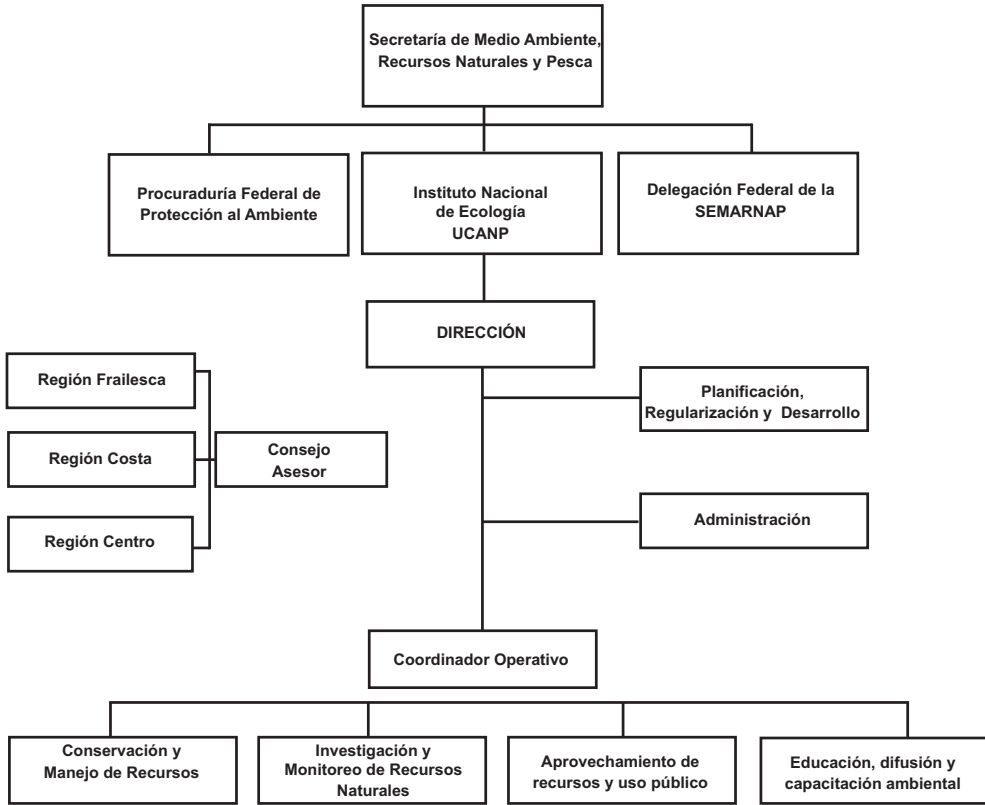 Secretaría de Medio Ambiente,
Recursos Naturales y Pesca
Procuraduría Federal de
Protección al Ambiente
Instituto Nacional
de Ecología
UCANP
Delegación Federal de la
SEMARNAP
DIRECCIÓN
Región Frailesca
Región Costa
Región Centro
Consejo
Asesor
Planificación,
Regularización y Desarrollo
Administración
Coordinador Operativo
Conservación y
Manejo de Recursos
Investigación y
Monitoreo de Recursos
Naturales
Aprovechamiento de
recursos y uso público
Educación, difusión y
capacitación ambiental